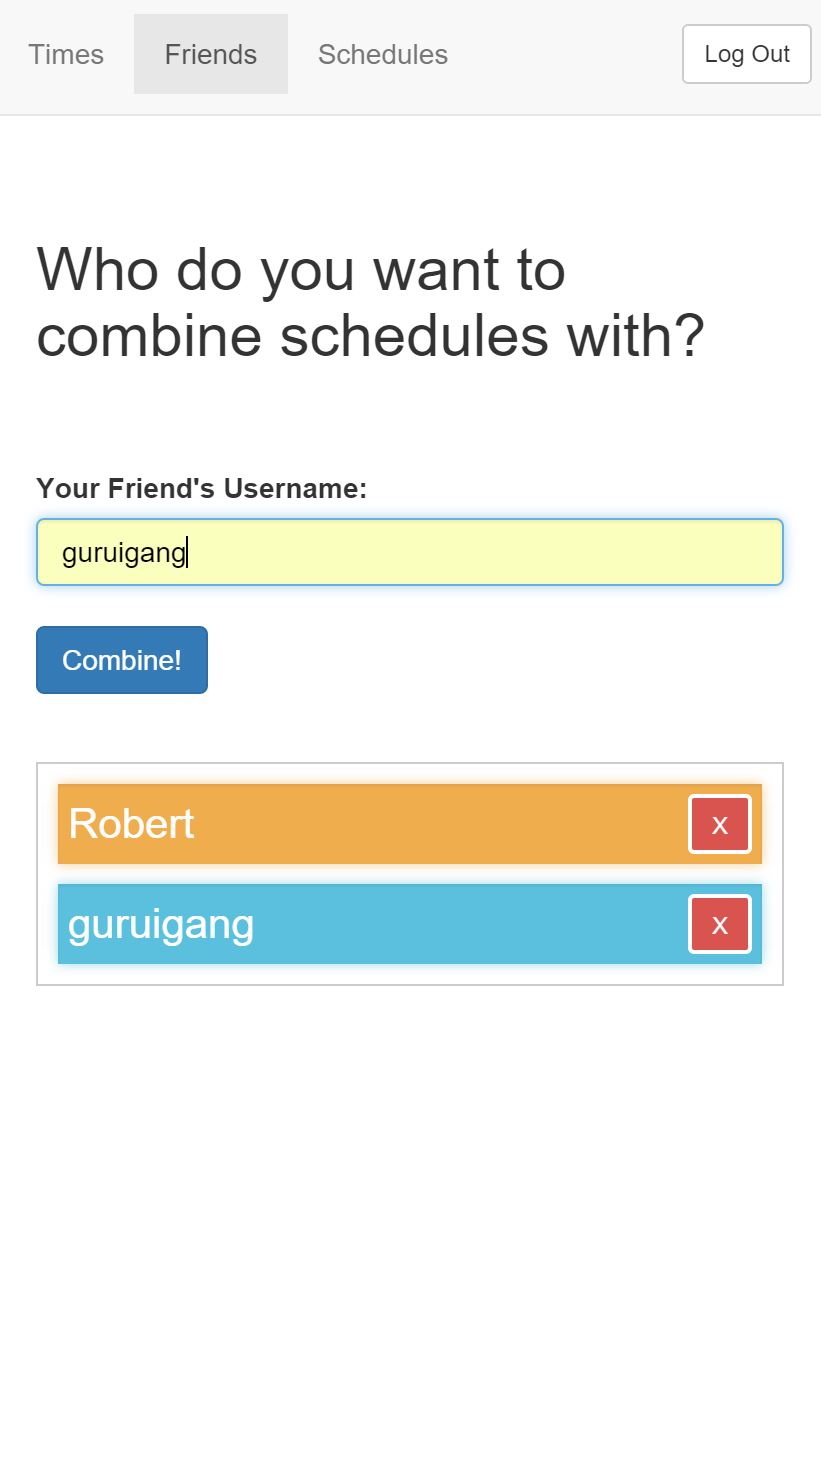 Times Friends Schedules Log Out
Who do you want to
combine schedules with?
Your Friend's Username:
guruigang
Combine!
Robert x
guruigang x